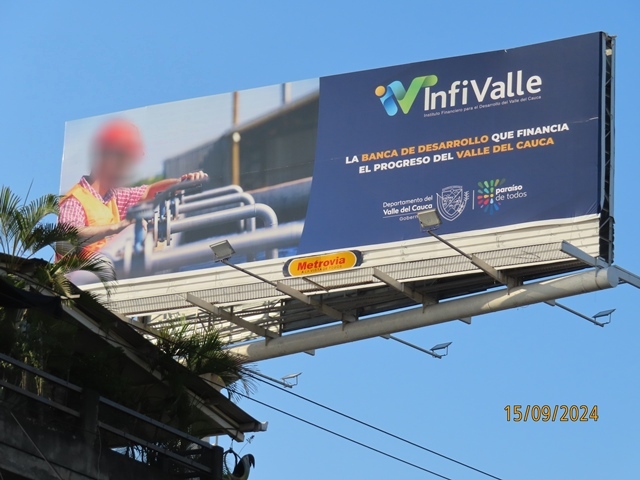 InfiValle
Instituto Financiero para el Desarrollo del Valle del Cauca
LA BANCA DE DESARROLLO QUE FINANCIA
EL PROGRESO DEL VALLE DEL CAUCA
Departamento del
Valle del Cauca
paraíso
de todos
Metrovia
15/09/2024